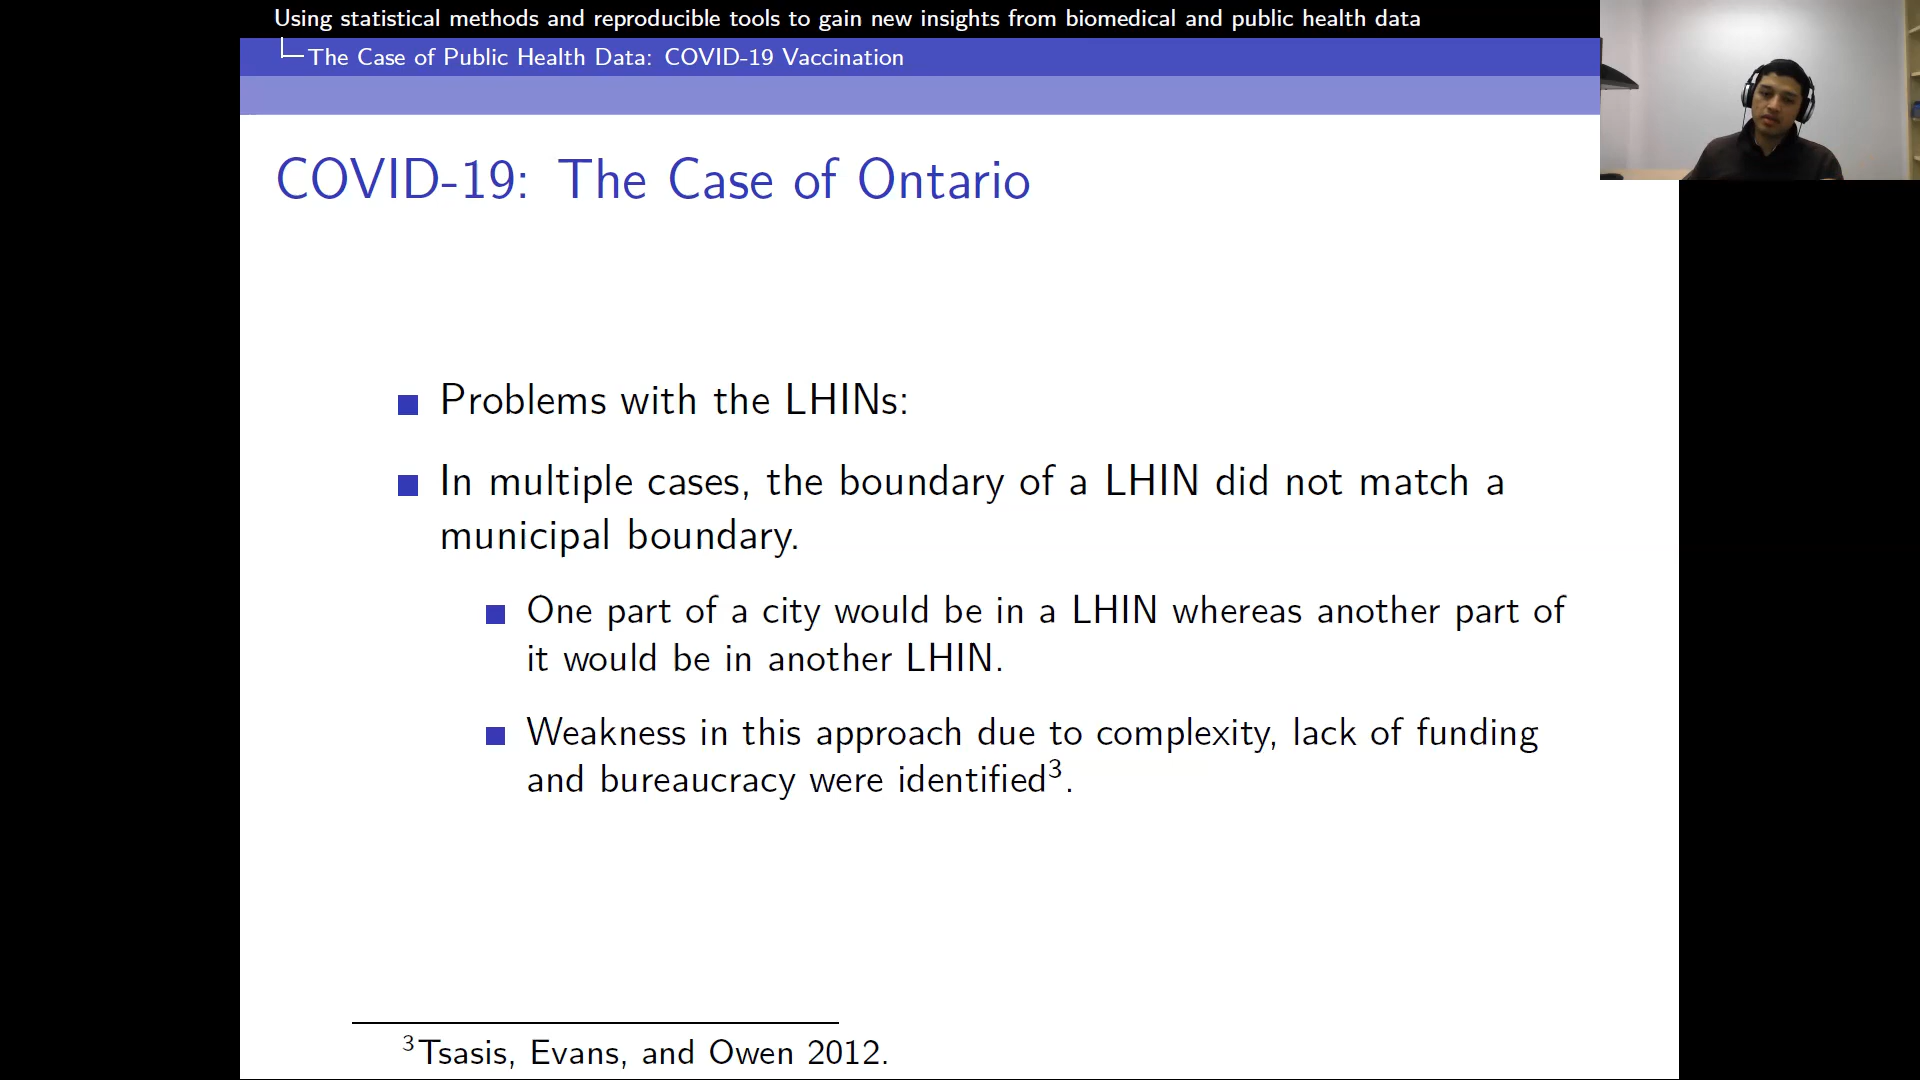 Using statistical methods and reproducible tools to gain new insights from biomedical and public health data
The Case of Public Health Data: COVID-19 Vaccination
COVID-19: The Case of Ontario
Problems with the LHINs:
In multiple cases, the boundary of a LHIN did not match a
municipal boundary.
One part of a city would be in a LHIN whereas another part of
it would be in another LHIN.
Weakness in this approach due to complexity, lack of funding
and bureaucracy were identified³.
³Tsasis, Evans, and Owen 2012.